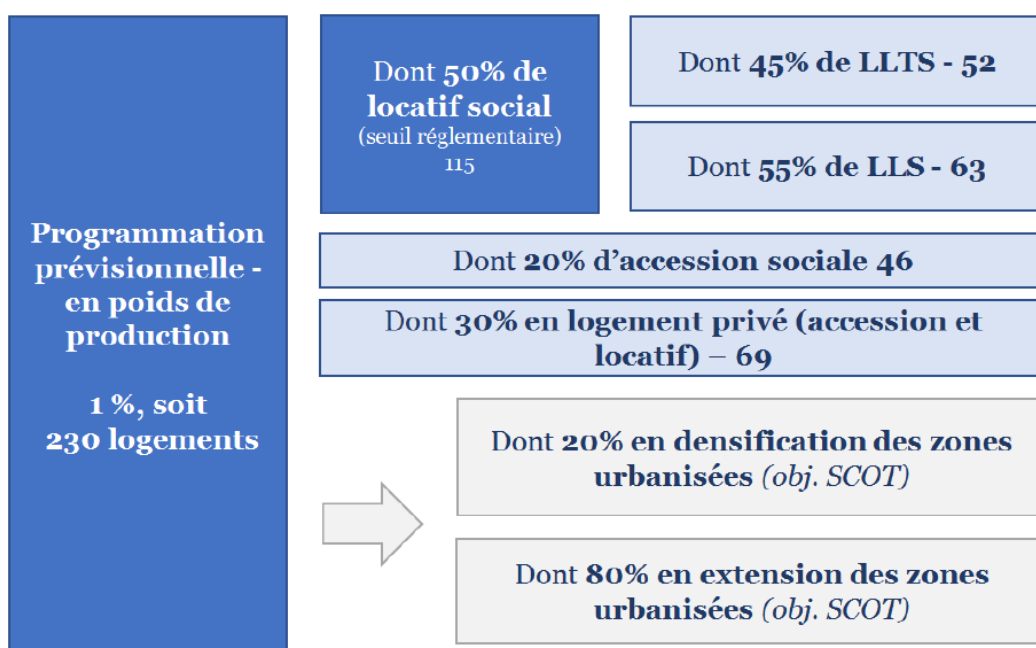 Programmation
prévisionnelle -
en poids de
production
1 %, soit
230 logements
Dont 50% de
locatif social
(seuil réglementaire)
115
Dont 45% de LLTS - 52
Dont 55% de LLS - 63
Dont 20% d’accession sociale 46
Dont 30% en logement privé (accession et
locatif) – 69
Dont 20% en densification des zones
urbanisées (obj. SCOT)
Dont 80% en extension des zones
urbanisées (obj. SCOT)